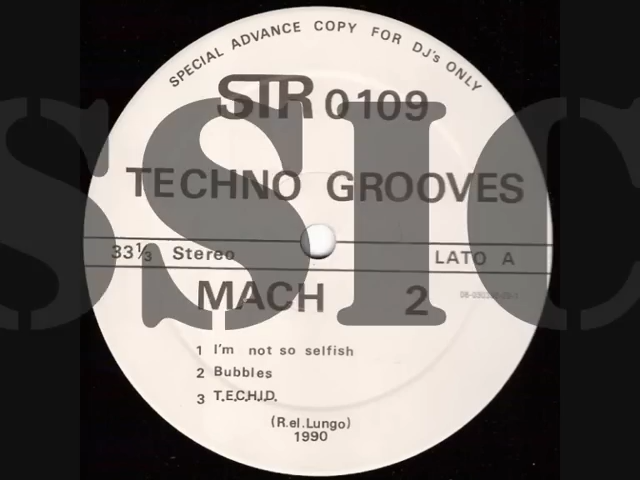 SPECIAL ADVANCE COPY FOR DJ's ONLY
STR 0109
SSIC
TECHNO GROOVES
33⅓ Stereo
LATO A
MACH 2
1 I'm not so selfish
2 Bubbles
3 T.E.C.H.I.D.
(R.el.Lungo)
1990